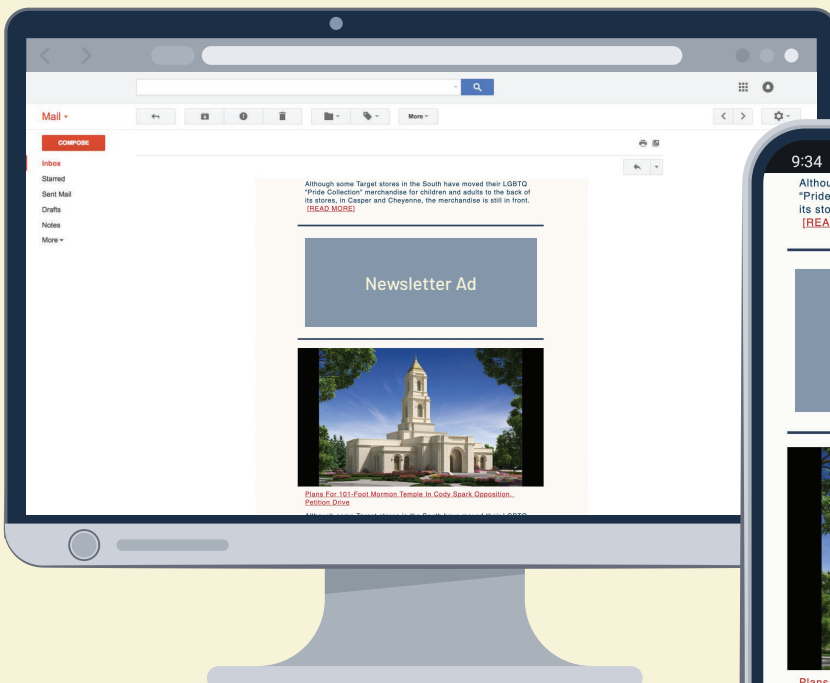 Mail
More
COMPOSE
Inbox
Starred
Sent Mail
Drafts
Notes
More
Although some Target stores in the South have moved their LGBTQ
"Pride Collection" merchandise for children and adults to the back of
its stores, in Casper and Cheyenne, the merchandise is still in front.
[READ MORE]
Newsletter Ad
Plans For 101-Foot Mormon Temple In Cody Spark Opposition,
Petition Drive
Although some Target stores in the South have moved their LGBTQ
9:34
Althou
"Pride
its sto
[REA
Plans